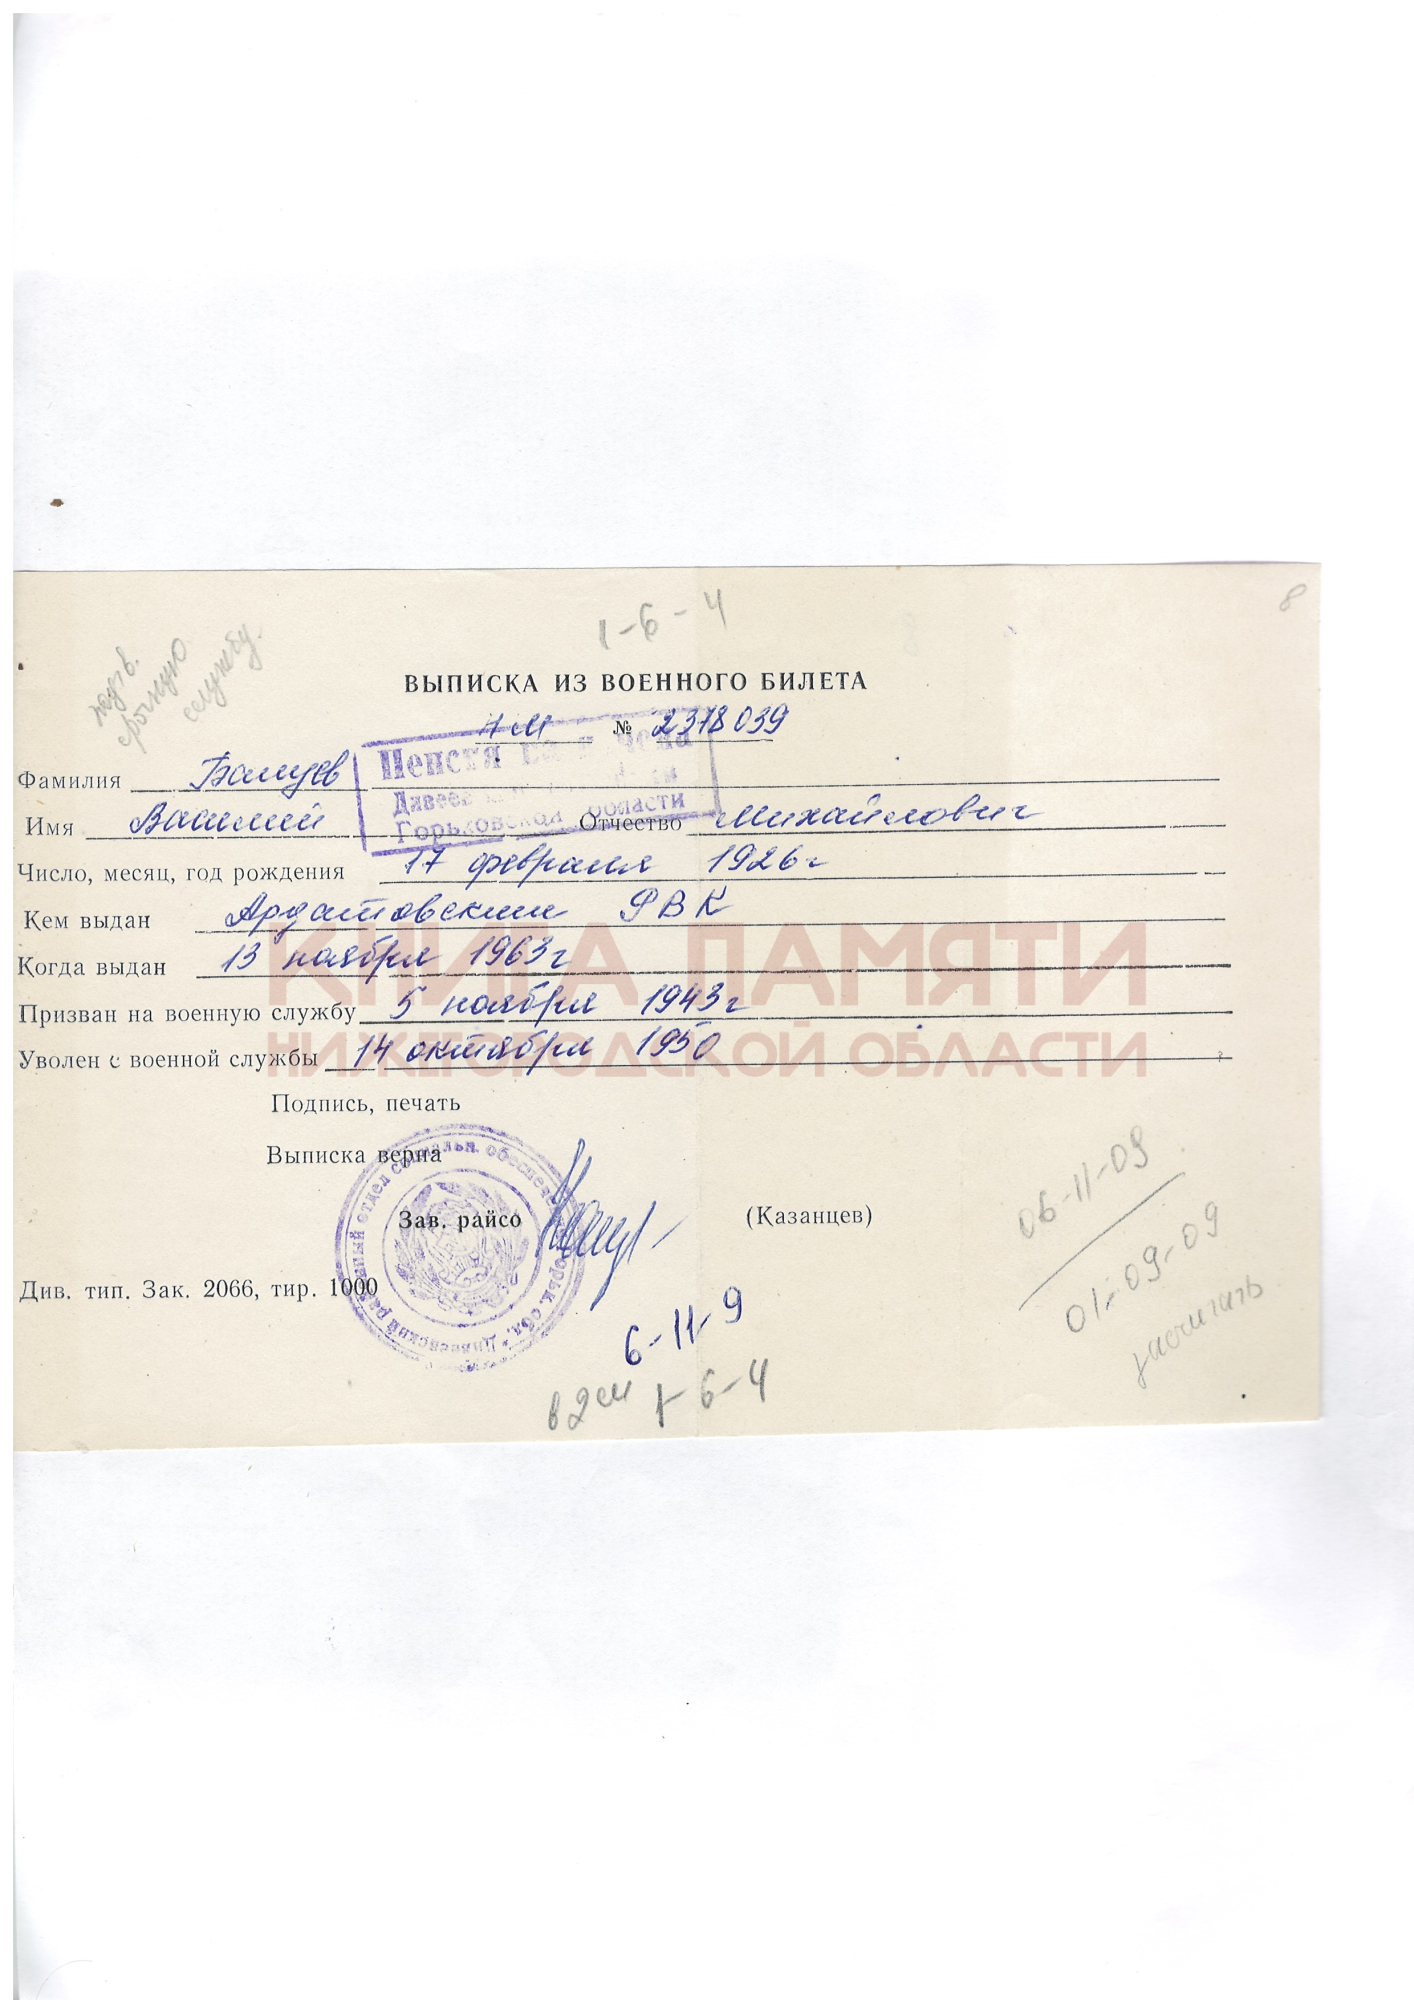 8
1-6-4
срочную
службу.
ВЫПИСКА ИЗ ВОЕННОГО БИЛЕТА
НМ № 2378039
Пенсия
Фамилия Балуев
Дивеев
области
Горьковской
Имя Василий Отчество Михайлович
Число, месяц, год рождения 17 февраля 1926 г
Кем выдан Ардатовским РВК
КНИГА ПАМЯТИ
Когда выдан 13 ноября 1963 г
Призван на военную службу 5 ноября 1943 г
НИЖЕГОРОДСКОЙ ОБЛАСТИ
Уволен с военной службы 14 октября 1950
Подпись, печать
Выписка верна
Зав. райсо (Казанцев)
06-11-09
01-09-09
засчитать
Див. тип. Зак. 2066, тир. 1000
6-11-9
1-6-4